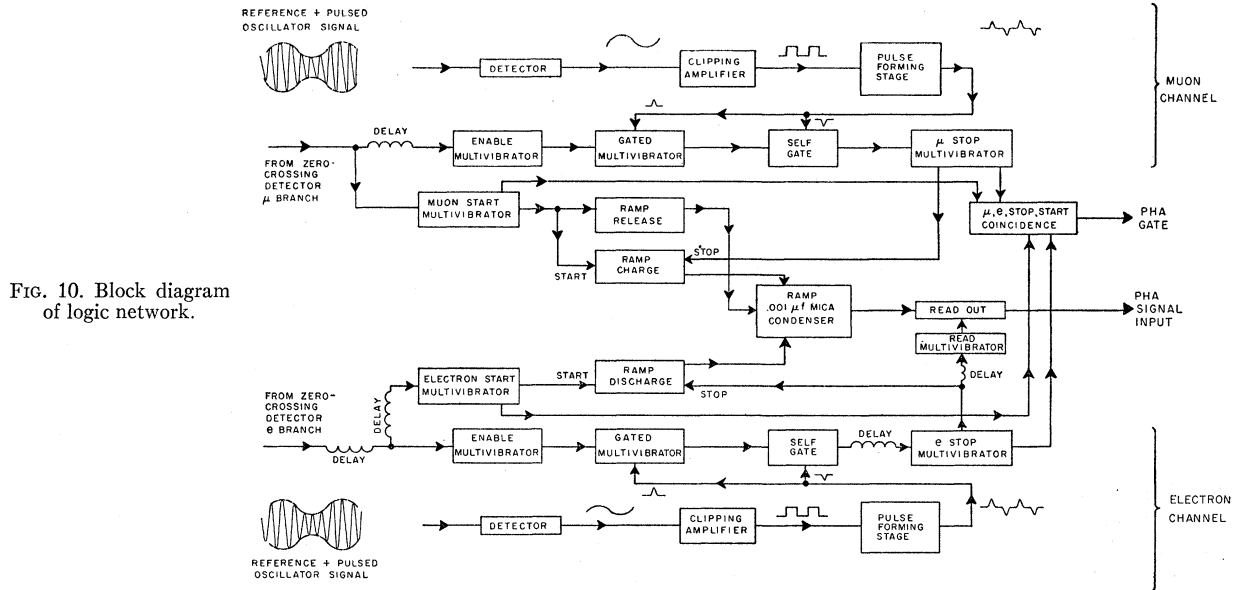 REFERENCE + PULSED
OSCILLATOR SIGNAL
DETECTOR
CLIPPING
AMPLIFIER
PULSE
FORMING
STAGE
MUON
CHANNEL
DELAY
FROM ZERO-
CROSSING
DETECTOR
μ BRANCH
ENABLE
MULTIVIBRATOR
GATED
MULTIVIBRATOR
SELF
GATE
μ STOP
MULTIVIBRATOR
MUON START
MULTIVIBRATOR
RAMP
RELEASE
μ,e,STOP,START
COINCIDENCE
PHA
GATE
START
RAMP
CHARGE
STOP
FIG. 10. Block diagram
of logic network.
RAMP
.001 μf MICA
CONDENSER
READ OUT
PHA
SIGNAL
INPUT
READ
MULTIVIBRATOR
DELAY
ELECTRON START
MULTIVIBRATOR
START
RAMP
DISCHARGE
STOP
FROM ZERO-
CROSSING
DETECTOR
e BRANCH
DELAY
DELAY
ENABLE
MULTIVIBRATOR
GATED
MULTIVIBRATOR
SELF
GATE
DELAY
e STOP
MULTIVIBRATOR
DETECTOR
CLIPPING
AMPLIFIER
PULSE
FORMING
STAGE
ELECTRON
CHANNEL
REFERENCE + PULSED
OSCILLATOR SIGNAL